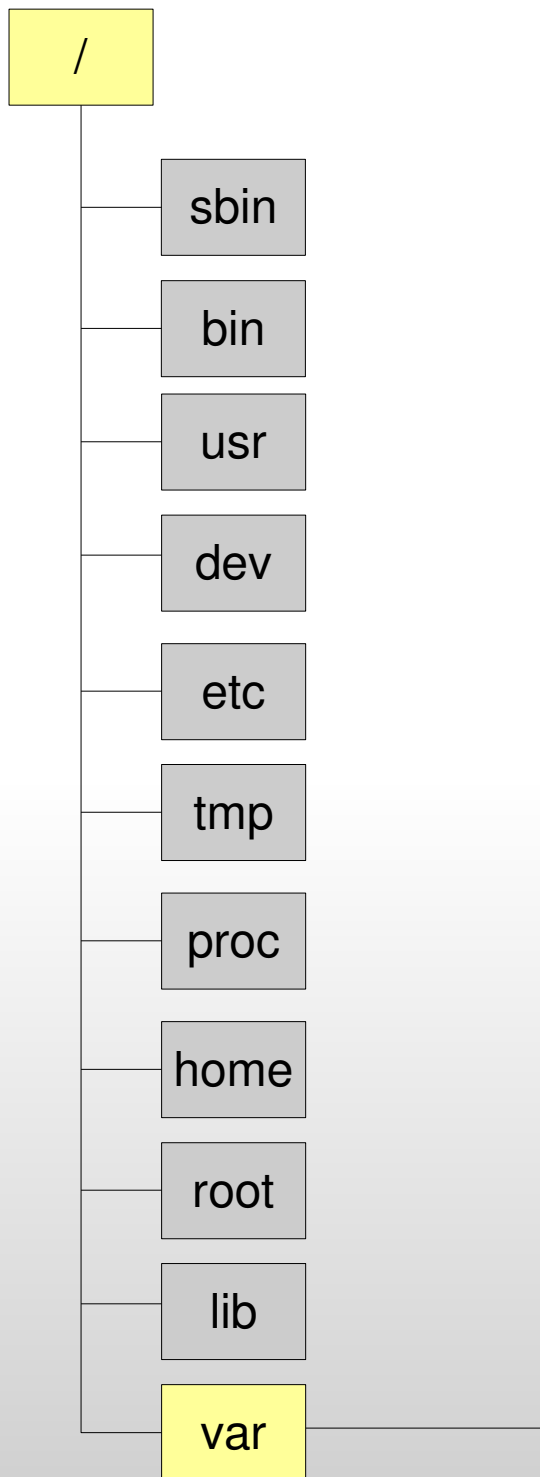 /
sbin
bin
usr
dev
etc
tmp
proc
home
root
lib
var